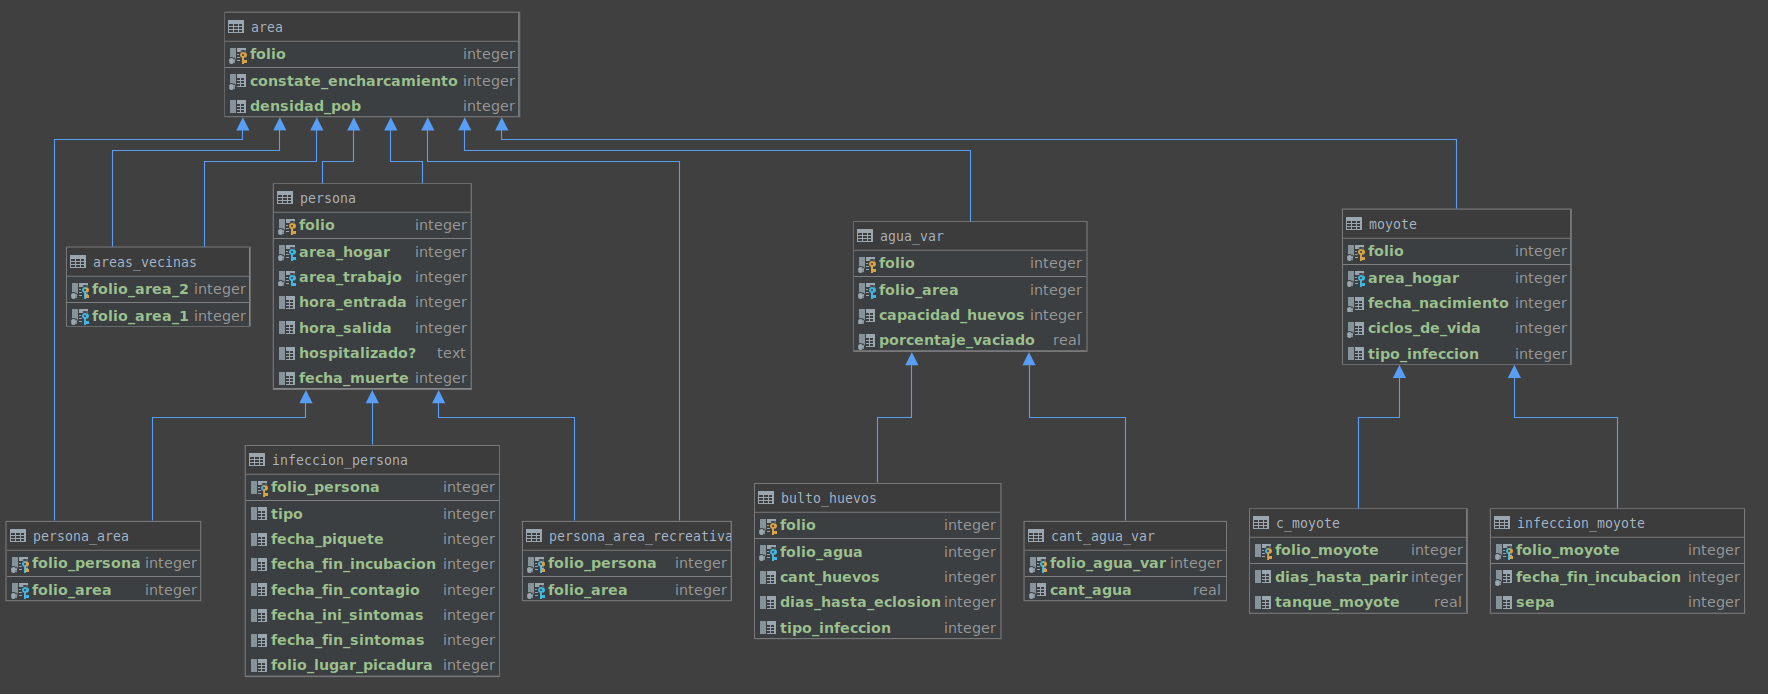 area
folio integer
constate_encharcamiento integer
densidad_pob integer
persona
folio integer
area_hogar integer
area_trabajo integer
hora_entrada integer
hora_salida integer
hospitalizado? text
fecha_muerte integer
areas_vecinas
folio_area_2 integer
folio_area_1 integer
agua_var
folio integer
folio_area integer
capacidad_huevos integer
porcentaje_vaciado real
moyote
folio integer
area_hogar integer
fecha_nacimiento integer
ciclos_de_vida integer
tipo_infeccion integer
persona_area
folio_persona integer
folio_area integer
infeccion_persona
folio_persona integer
tipo integer
fecha_piquete integer
fecha_fin_incubacion integer
fecha_fin_contagio integer
fecha_ini_sintomas integer
fecha_fin_sintomas integer
folio_lugar_picadura integer
persona_area_recreativa
folio_persona integer
folio_area integer
bulto_huevos
folio integer
folio_agua integer
cant_huevos integer
dias_hasta_eclosion integer
tipo_infeccion integer
cant_agua_var
folio_agua_var integer
cant_agua real
c_moyote
folio_moyote integer
dias_hasta_parir integer
tanque_moyote real
infeccion_moyote
folio_moyote integer
fecha_fin_incubacion integer
sepa integer